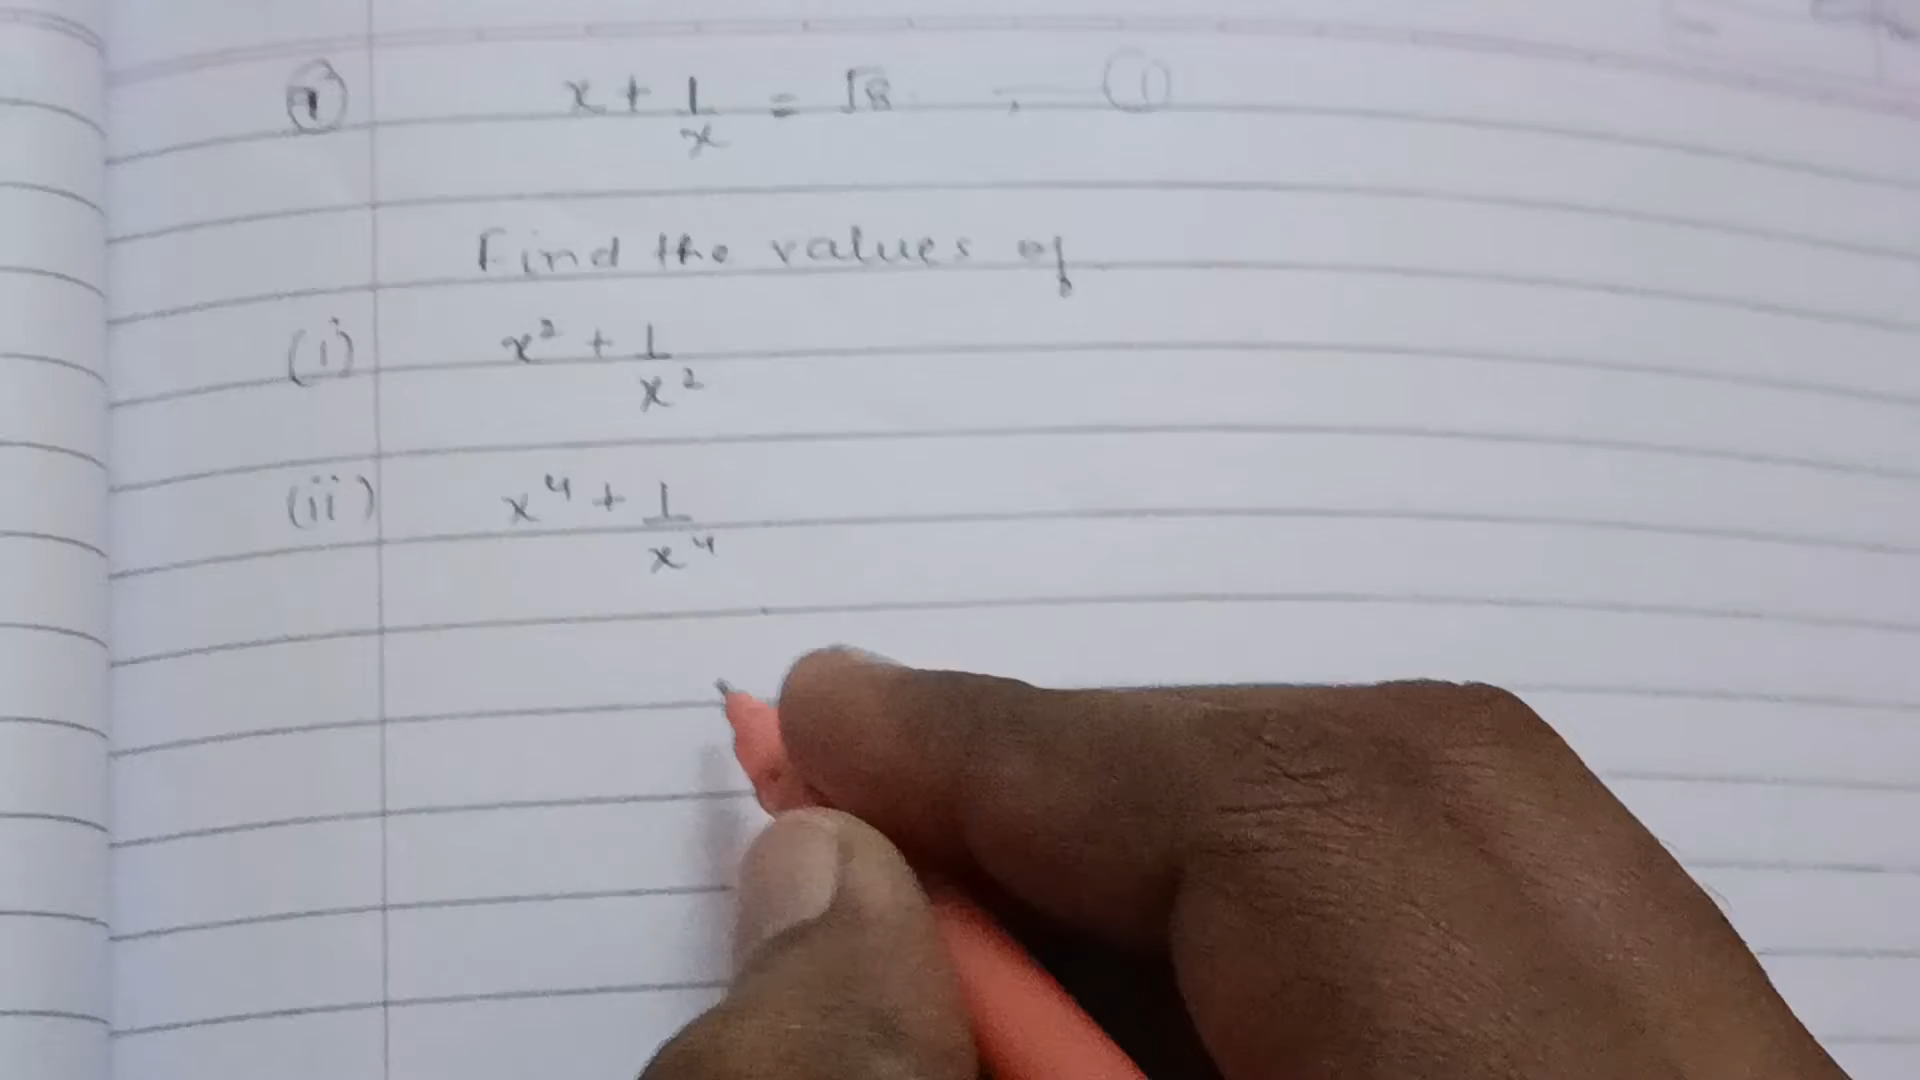 x + 1/x = √8 , — (1)
Find the values of
(i) x² + 1/x²
(ii) x⁴ + 1/x⁴